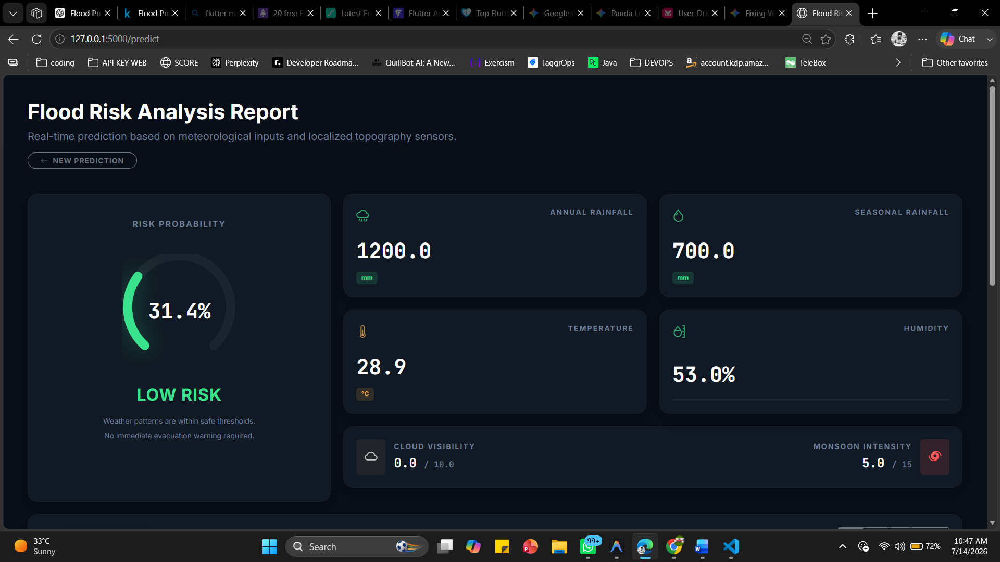 Flood Pr
Flood Pre
flutter m
20 free F
Latest Fr
Flutter A
Top Flutt
Google
Panda Lo
User-Dri
Fixing W
Flood Ris
127.0.0.1:5000/predict
Chat
coding
API KEY WEB
SCORE
Perplexity
Developer Roadma...
QuillBot AI: A New...
Exercism
TaggrOps
Java
DEVOPS
account.kdp.amaz...
TeleBox
Other favorites
Flood Risk Analysis Report
Real-time prediction based on meteorological inputs and localized topography sensors.
← NEW PREDICTION
RISK PROBABILITY
31.4%
LOW RISK
Weather patterns are within safe thresholds.
No immediate evacuation warning required.
ANNUAL RAINFALL
1200.0
mm
SEASONAL RAINFALL
700.0
mm
TEMPERATURE
28.9
°C
HUMIDITY
53.0%
CLOUD VISIBILITY
0.0 / 10.0
MONSOON INTENSITY
5.0 / 15
33°C
Sunny
Search
99+
72%
10:47 AM
7/14/2026